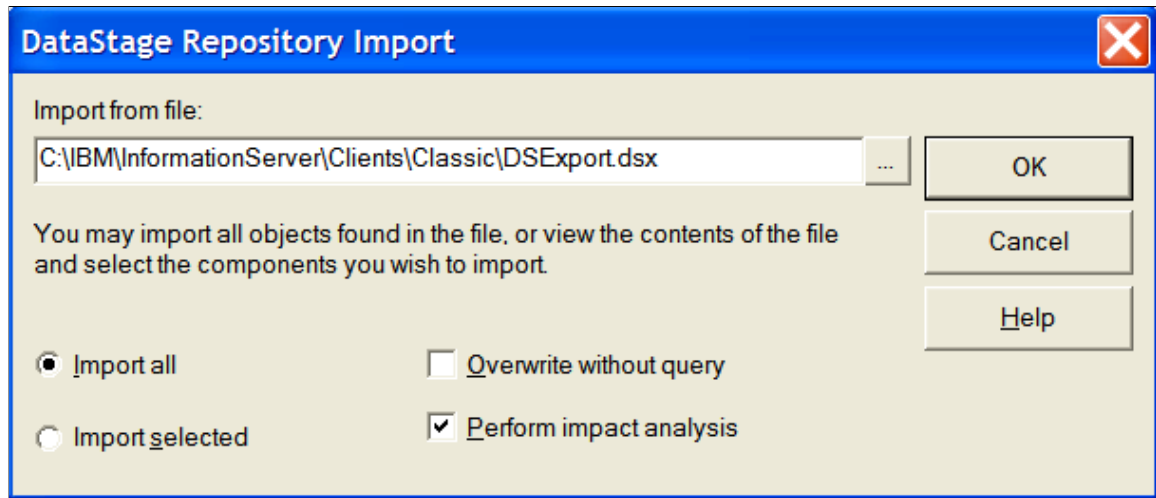 DataStage Repository Import
Import from file:
C:\IBM\InformationServer\Clients\Classic\DSExport.dsx
...
OK
You may import all objects found in the file, or view the contents of the file
and select the components you wish to import.
Cancel
Help
Import all
Overwrite without query
Import selected
Perform impact analysis